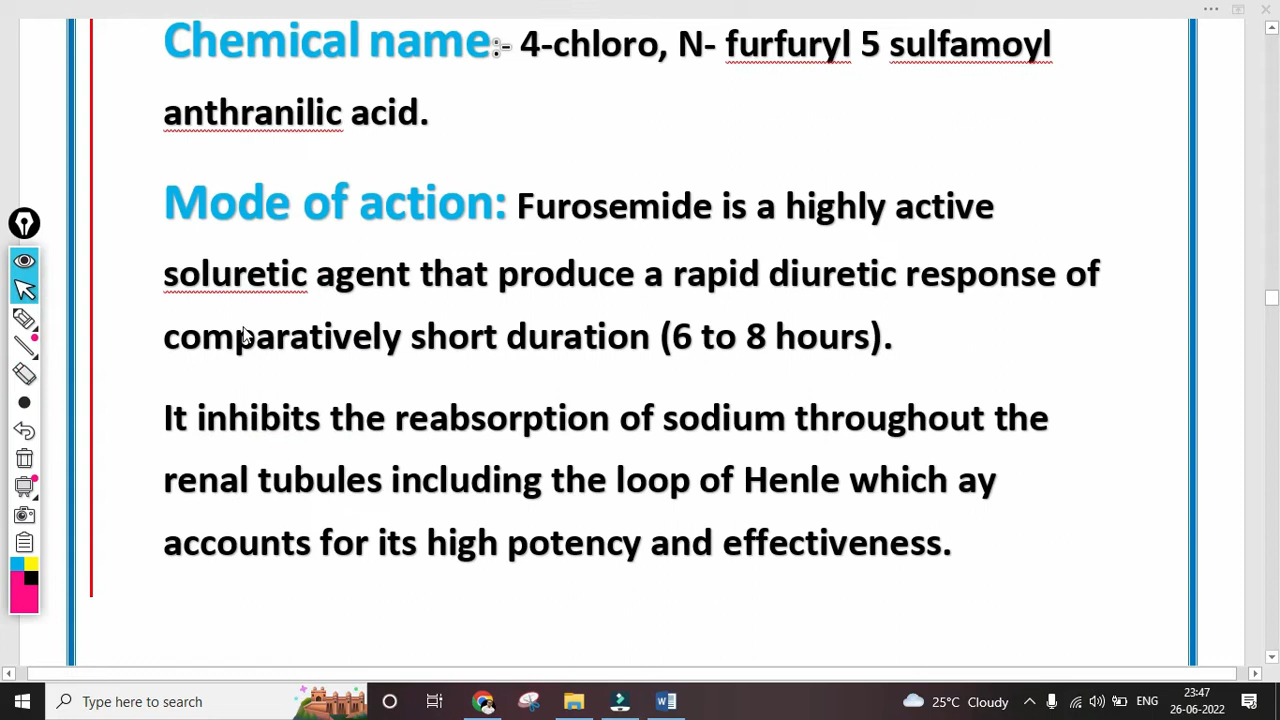 Chemical name:- 4-chloro, N- furfuryl 5 sulfamoyl
anthranilic acid.
Mode of action: Furosemide is a highly active
soluretic agent that produce a rapid diuretic response of
comparatively short duration (6 to 8 hours).
It inhibits the reabsorption of sodium throughout the
renal tubules including the loop of Henle which ay
accounts for its high potency and effectiveness.
Type here to search
25°C Cloudy
ENG
23:47
26-06-2022